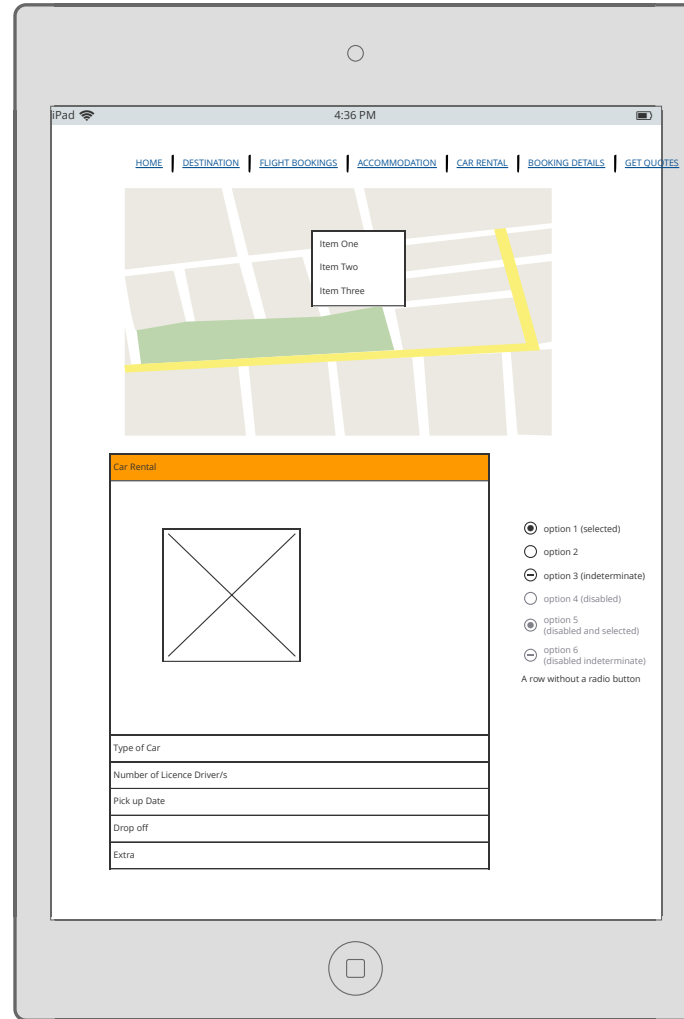 iPad 4:36 PM
HOME DESTINATION FLIGHT BOOKINGS ACCOMMODATION CAR RENTAL BOOKING DETAILS GET QUOTES
Item One
Item Two
Item Three
Car Rental
option 1 (selected)
option 2
option 3 (indeterminate)
option 4 (disabled)
option 5
(disabled and selected)
option 6
(disabled indeterminate)
A row without a radio button
Type of Car
Number of Licence Driver/s
Pick up Date
Drop off
Extra